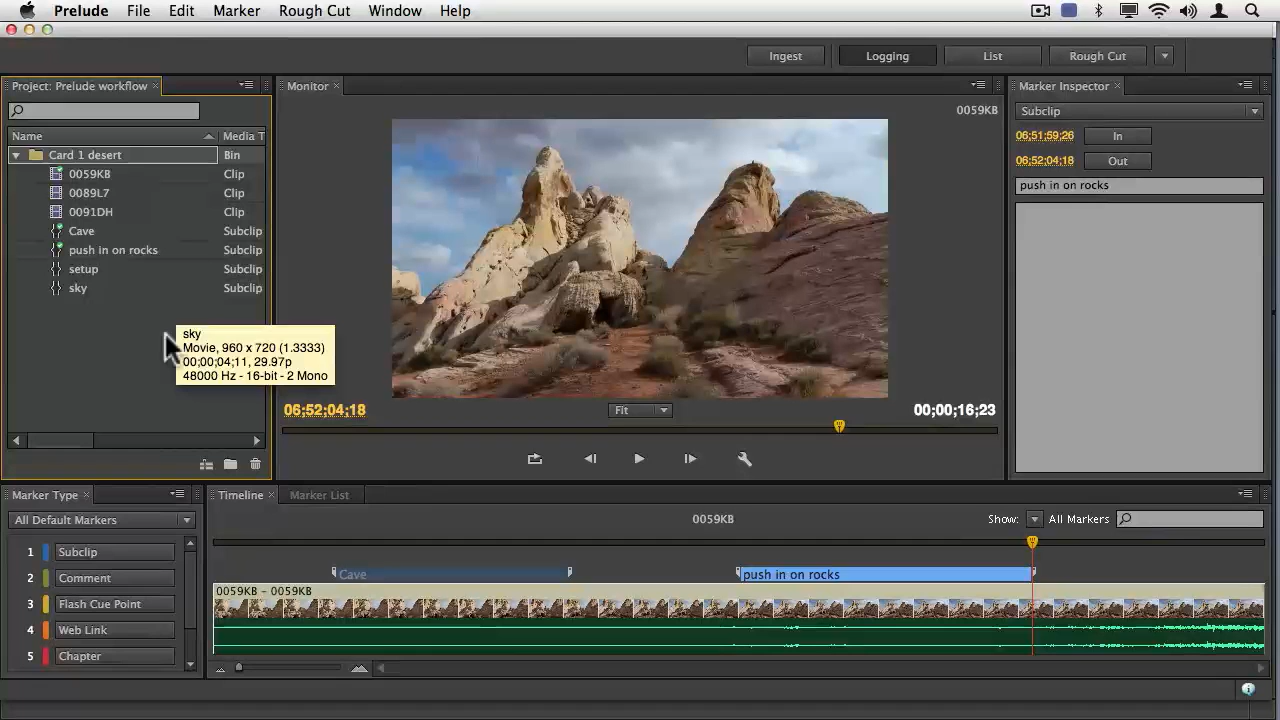 Prelude File Edit Marker Rough Cut Window Help
Ingest Logging List Rough Cut
Project: Prelude workflow
Monitor
Marker Inspector
0059KB
Subclip
Name Media T
06;51;59;26 In
Card 1 desert Bin
06;52;04;18 Out
0059KB Clip
push in on rocks
0089L7 Clip
0091DH Clip
Cave Subclip
push in on rocks Subclip
setup Subclip
sky Subclip
sky
Movie, 960 x 720 (1.3333)
00;00;04;11, 29.97p
48000 Hz - 16-bit - 2 Mono
06;52;04;18 Fit 00;00;16;23
Marker Type
Timeline Marker List
All Default Markers
0059KB Show: All Markers
1 Subclip
2 Comment
3 Flash Cue Point
4 Web Link
5 Chapter
Cave push in on rocks
0059KB - 0059KB